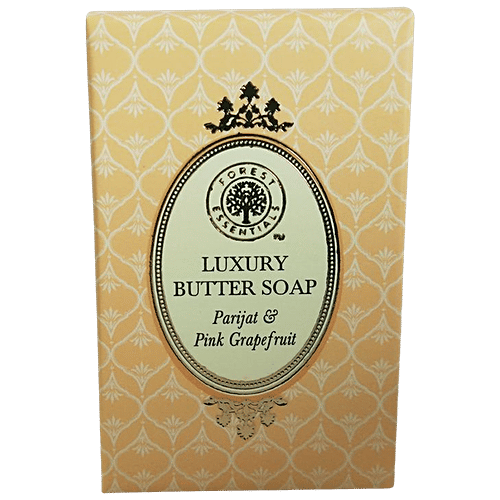 FOREST
ESSENTIALS
LUXURY
BUTTER SOAP
Parijat &
Pink Grapefruit